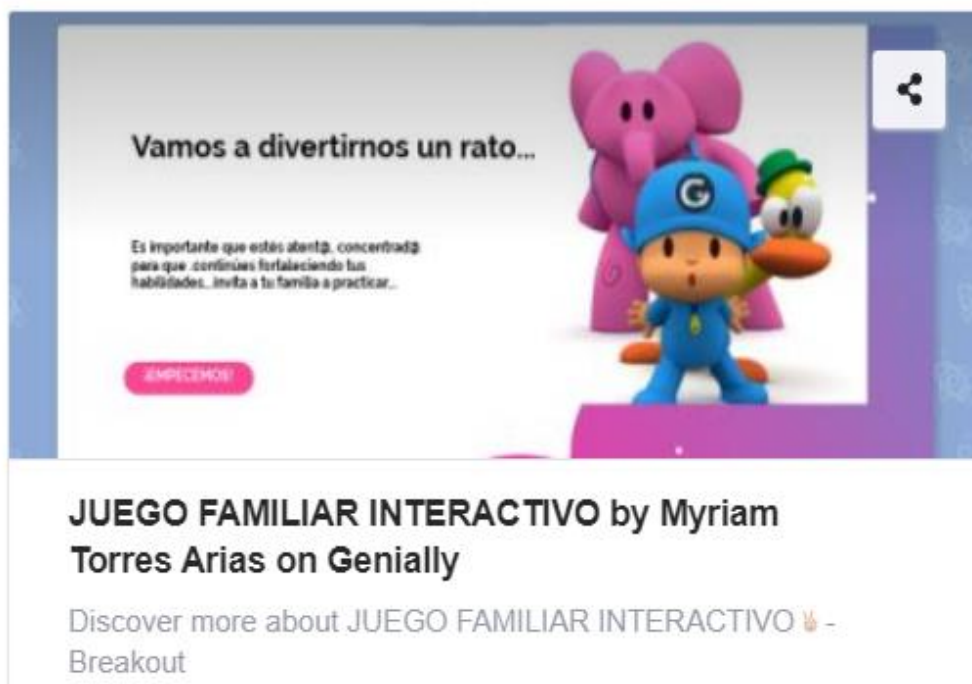 Vamos a divertirnos un rato...
Es importante que estés atent@, concentrad@
para que .continúes fortaleciendo tus
habilidades...invita a tu familia a practicar...
¡EMPECEMOS!
G
JUEGO FAMILIAR INTERACTIVO by Myriam
Torres Arias on Genially
Discover more about JUEGO FAMILIAR INTERACTIVO ✌🏻 -
Breakout